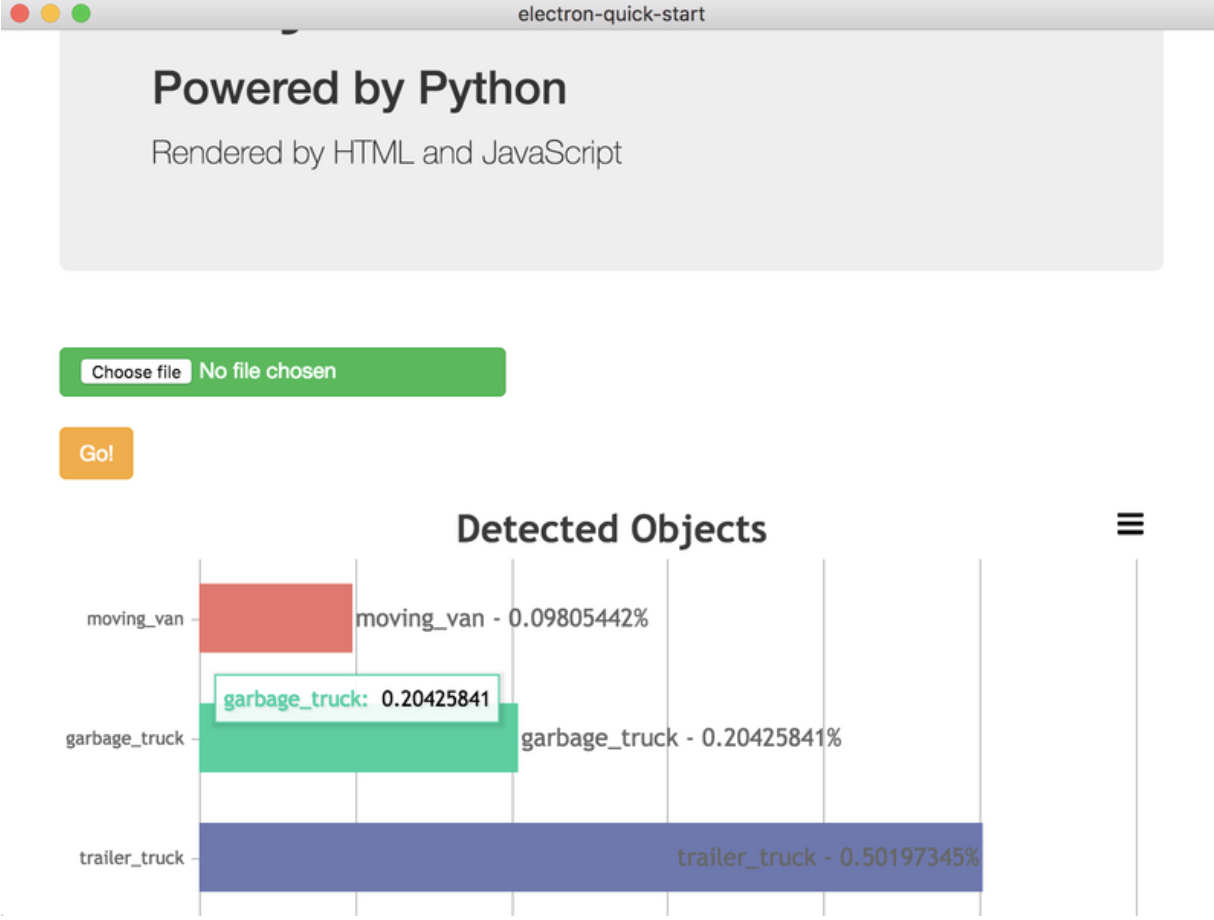 electron-quick-start
Powered by Python
Rendered by HTML and JavaScript
Choose file No file chosen
Go!
Detected Objects
moving_van moving_van - 0.09805442%
garbage_truck: 0.20425841
garbage_truck garbage_truck - 0.20425841%
trailer_truck trailer_truck - 0.50197345%